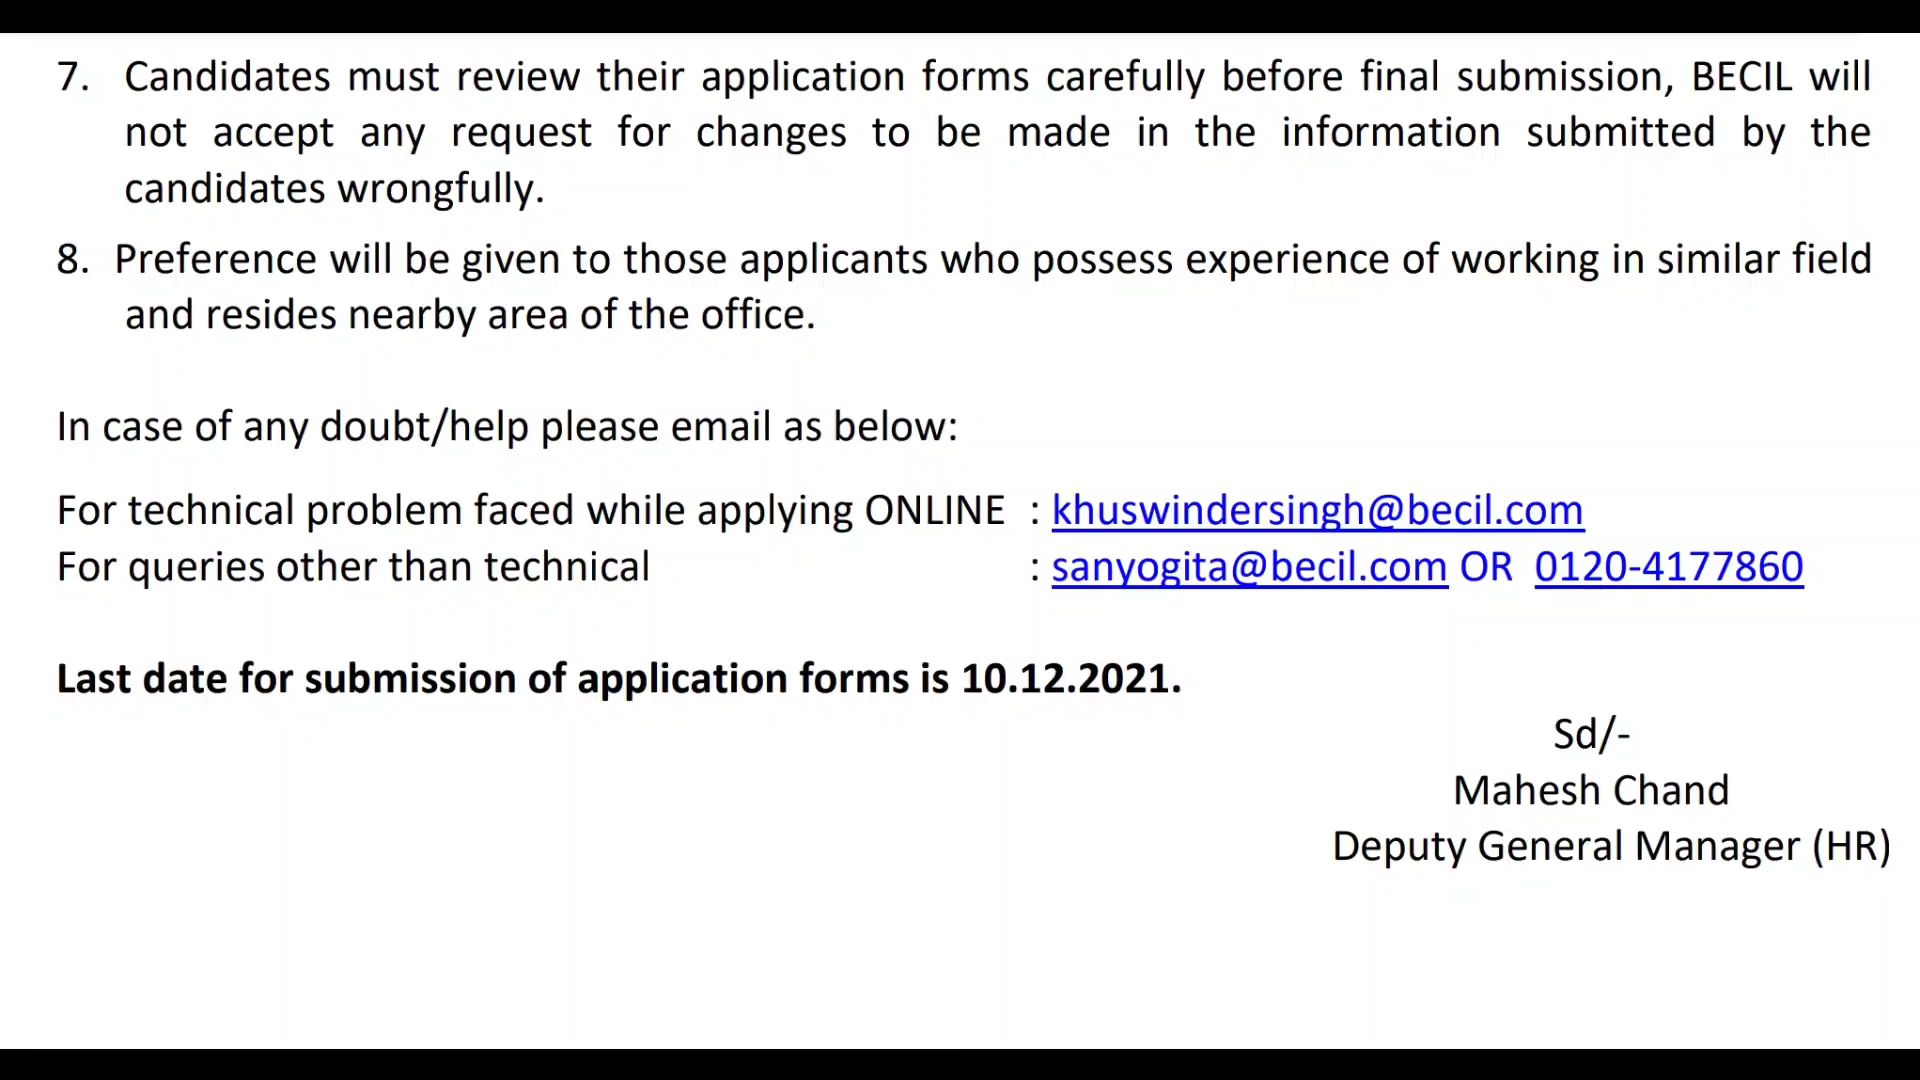 7. Candidates must review their application forms carefully before final submission, BECIL will
not accept any request for changes to be made in the information submitted by the
candidates wrongfully.
8. Preference will be given to those applicants who possess experience of working in similar field
and resides nearby area of the office.
In case of any doubt/help please email as below:
For technical problem faced while applying ONLINE : khuswindersingh@becil.com
For queries other than technical : sanyogita@becil.com OR 0120-4177860
Last date for submission of application forms is 10.12.2021.
Sd/-
Mahesh Chand
Deputy General Manager (HR)